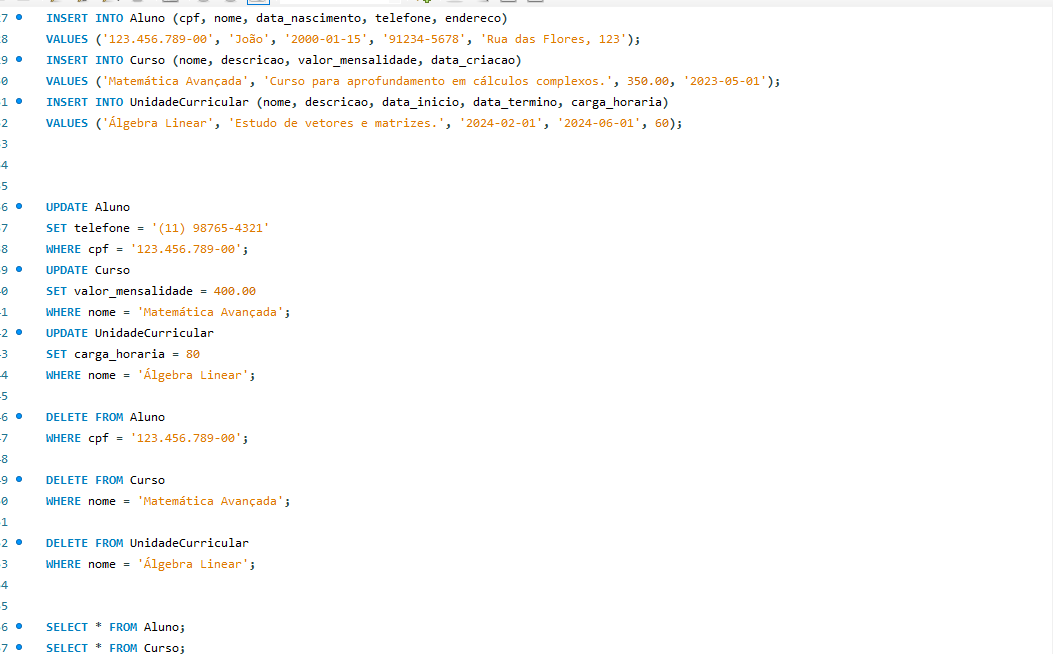 7 INSERT INTO Aluno (cpf, nome, data_nascimento, telefone, endereco)
8 VALUES ('123.456.789-00', 'João', '2000-01-15', '91234-5678', 'Rua das Flores, 123');
9 INSERT INTO Curso (nome, descricao, valor_mensalidade, data_criacao)
0 VALUES ('Matemática Avançada', 'Curso para aprofundamento em cálculos complexos.', 350.00, '2023-05-01');
1 INSERT INTO UnidadeCurricular (nome, descricao, data_inicio, data_termino, carga_horaria)
2 VALUES ('Álgebra Linear', 'Estudo de vetores e matrizes.', '2024-02-01', '2024-06-01', 60);
3
4
5
6 UPDATE Aluno
7 SET telefone = '(11) 98765-4321'
8 WHERE cpf = '123.456.789-00';
9 UPDATE Curso
0 SET valor_mensalidade = 400.00
1 WHERE nome = 'Matemática Avançada';
2 UPDATE UnidadeCurricular
3 SET carga_horaria = 80
4 WHERE nome = 'Álgebra Linear';
5
6 DELETE FROM Aluno
7 WHERE cpf = '123.456.789-00';
8
9 DELETE FROM Curso
0 WHERE nome = 'Matemática Avançada';
1
2 DELETE FROM UnidadeCurricular
3 WHERE nome = 'Álgebra Linear';
4
5
6 SELECT * FROM Aluno;
7 SELECT * FROM Curso;